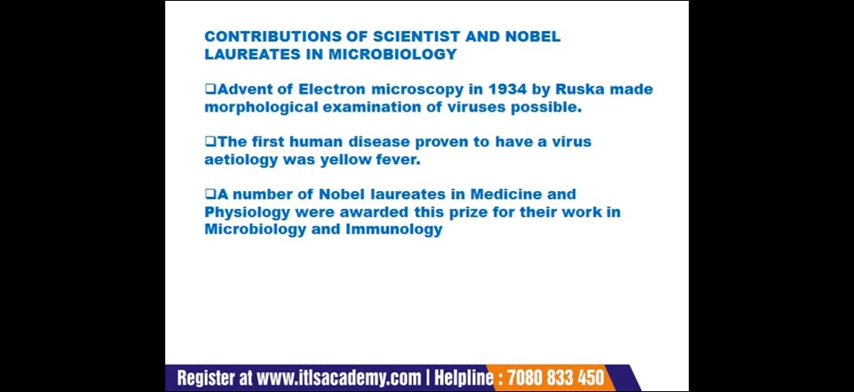 CONTRIBUTIONS OF SCIENTIST AND NOBEL
LAUREATES IN MICROBIOLOGY
❑Advent of Electron microscopy in 1934 by Ruska made
morphological examination of viruses possible.
❑The first human disease proven to have a virus
aetiology was yellow fever.
❑A number of Nobel laureates in Medicine and
Physiology were awarded this prize for their work in
Microbiology and Immunology
Register at www.itlsacademy.com | Helpline : 7080 833 450